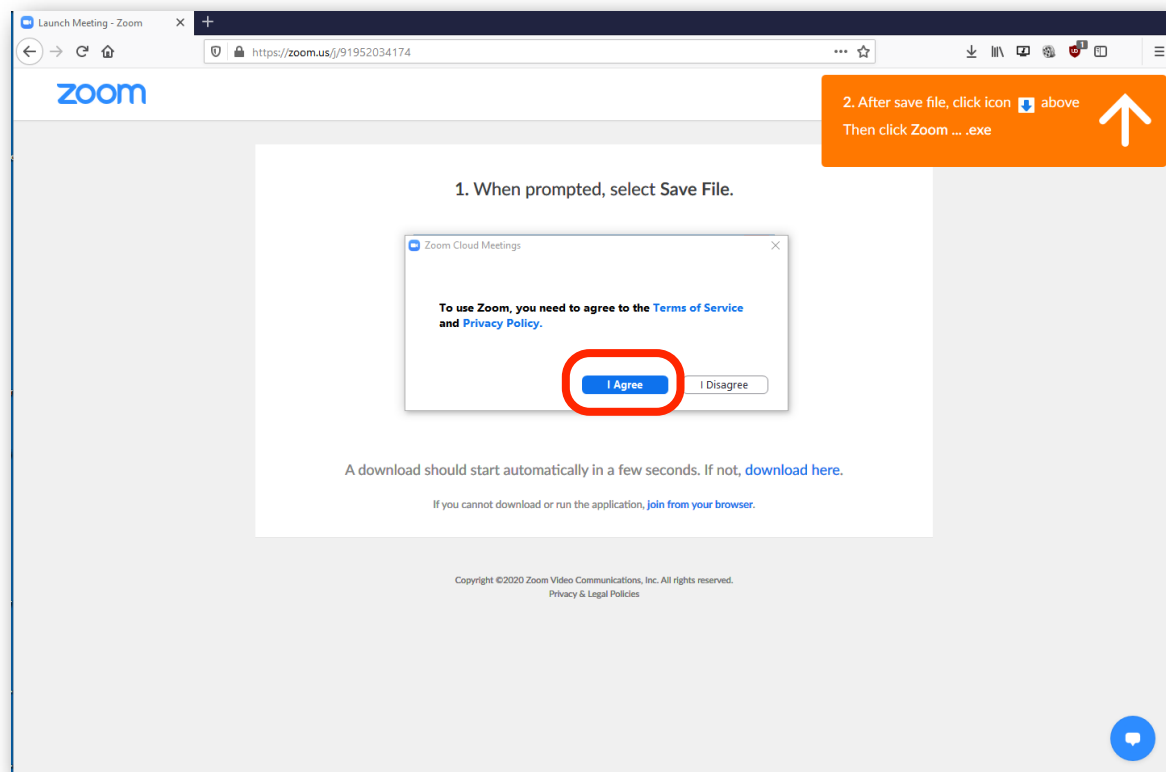 Launch Meeting - Zoom
https://zoom.us/j/91952034174
1
zoom
2. After save file, click icon above
Then click Zoom ... .exe
1. When prompted, select Save File.
Zoom Cloud Meetings
To use Zoom, you need to agree to the Terms of Service
and Privacy Policy.
I Agree
I Disagree
A download should start automatically in a few seconds. If not, download here.
If you cannot download or run the application, join from your browser.
Copyright ©2020 Zoom Video Communications, Inc. All rights reserved.
Privacy & Legal Policies